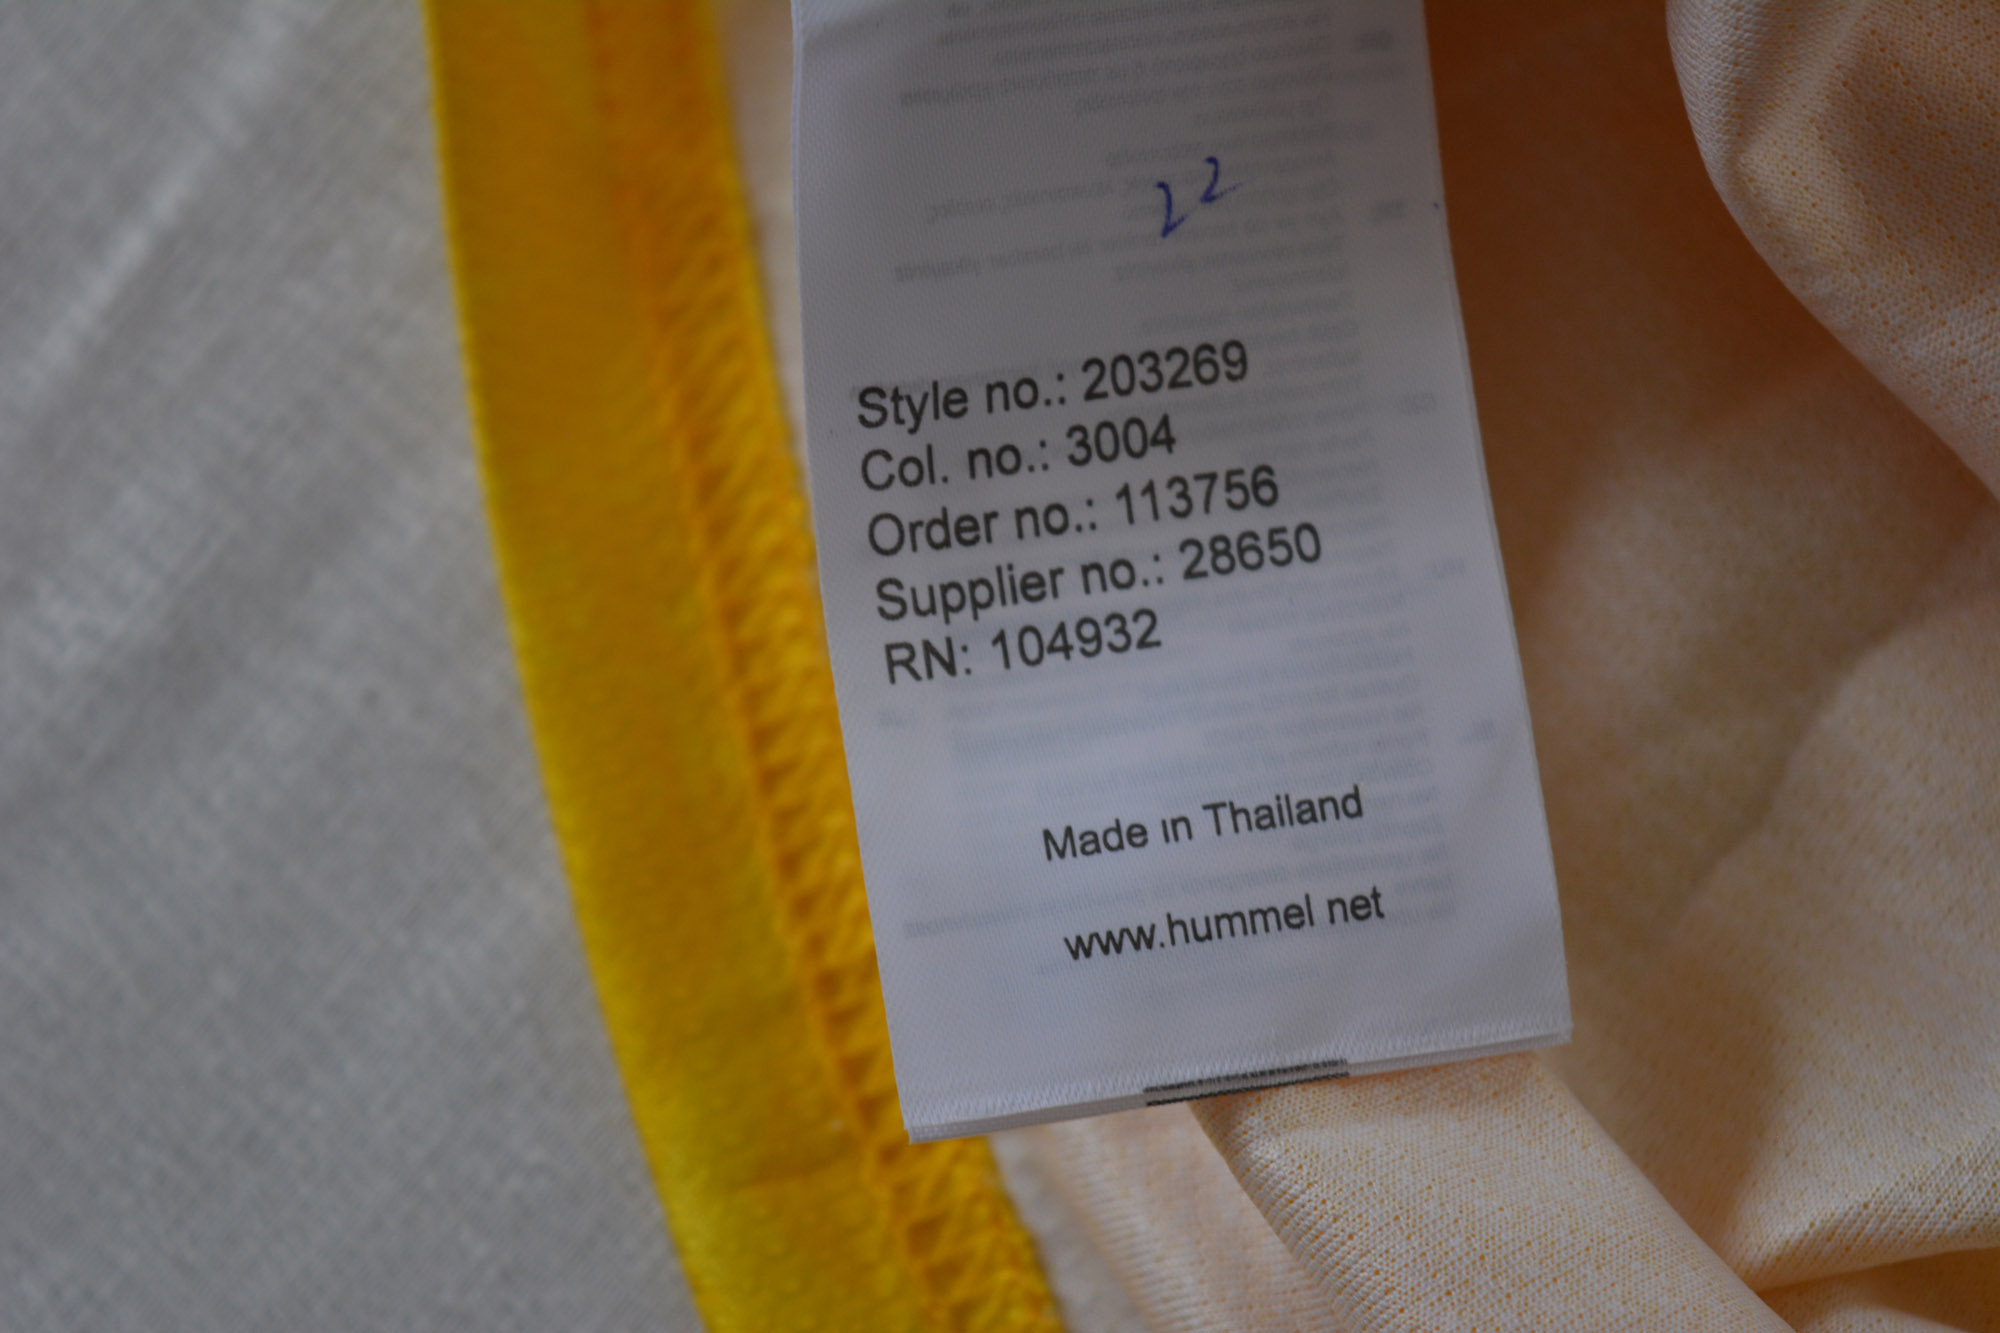 22
Style no.: 203269
Col. no.: 3004
Order no.: 113756
Supplier no.: 28650
RN: 104932
Made in Thailand
www.hummel net